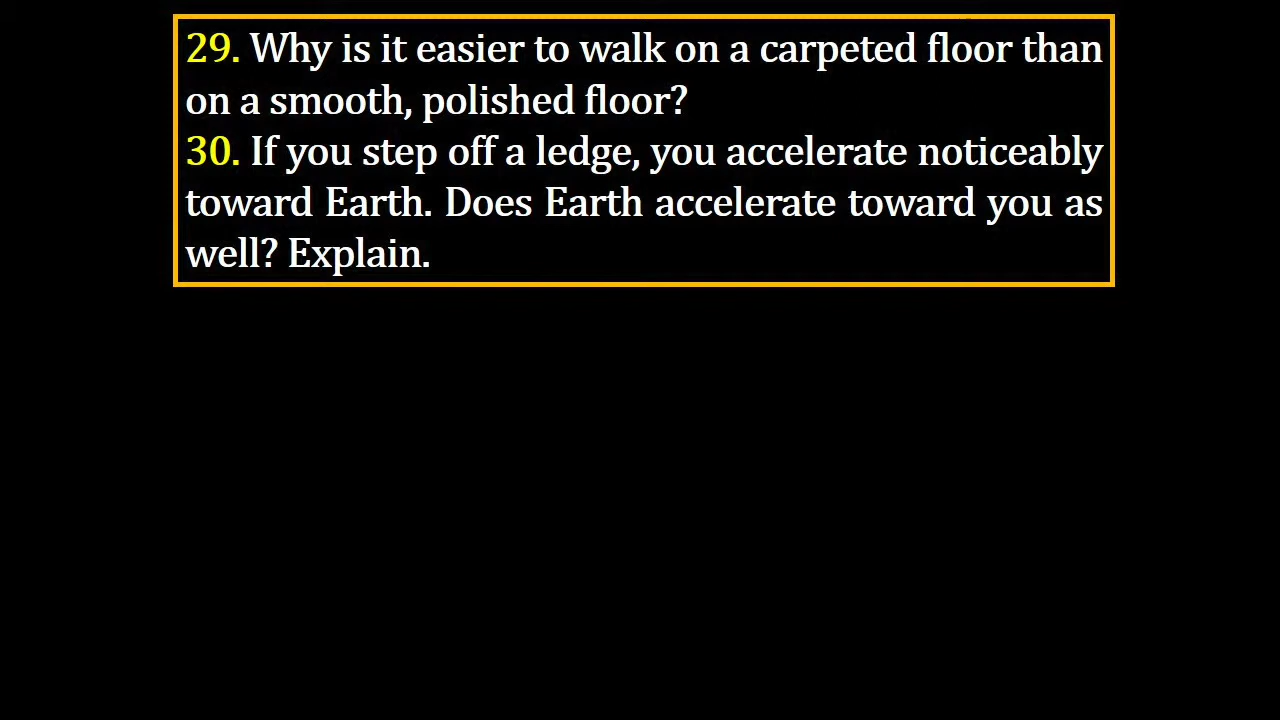 29. Why is it easier to walk on a carpeted floor than
on a smooth, polished floor?
30. If you step off a ledge, you accelerate noticeably
toward Earth. Does Earth accelerate toward you as
well? Explain.